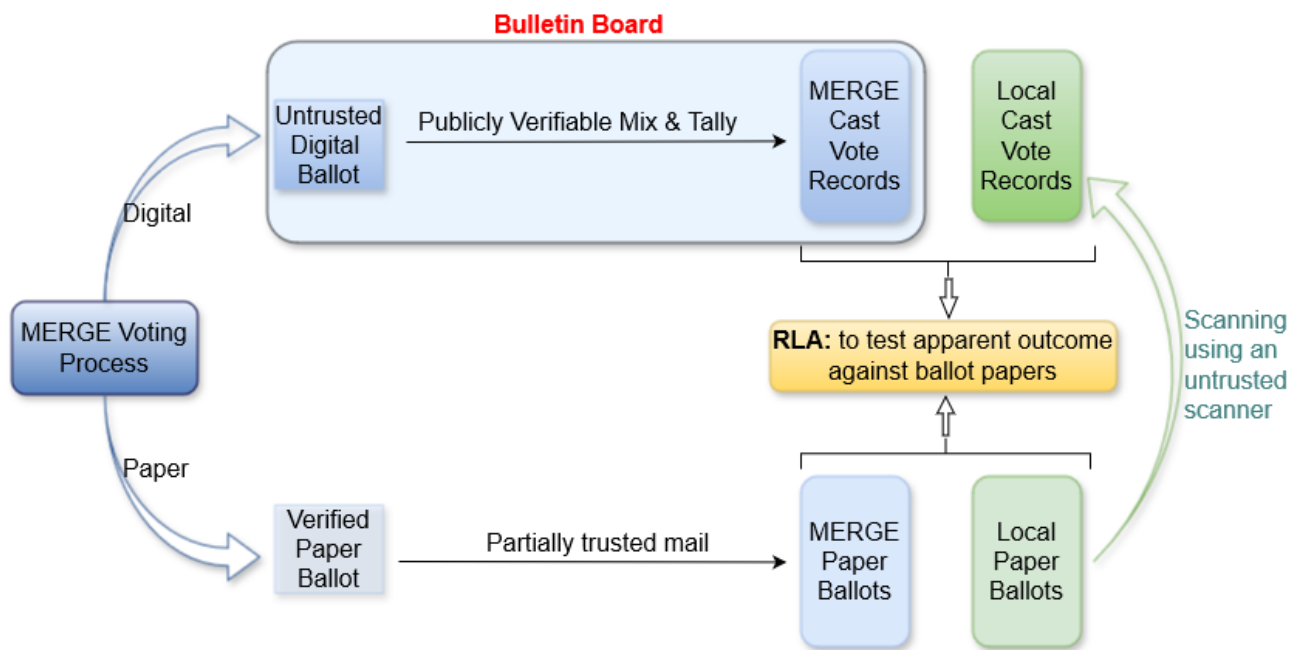 Bulletin Board
Untrusted
Digital
Ballot
Publicly Verifiable Mix & Tally
MERGE
Cast
Vote
Records
Local
Cast
Vote
Records
Digital
MERGE Voting
Process
RLA: to test apparent outcome
against ballot papers
Scanning
using an
untrusted
scanner
Paper
Verified
Paper
Ballot
Partially trusted mail
MERGE
Paper
Ballots
Local
Paper
Ballots